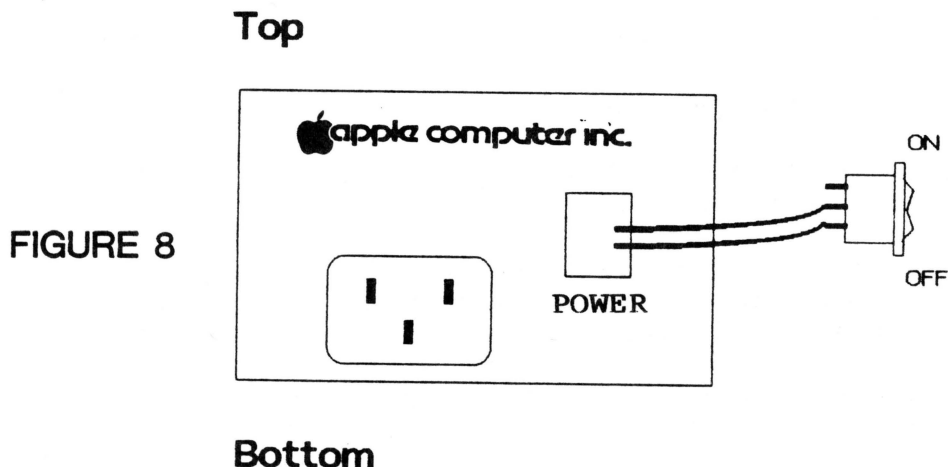 Top
apple computer inc.
ON
FIGURE 8
OFF
POWER
Bottom